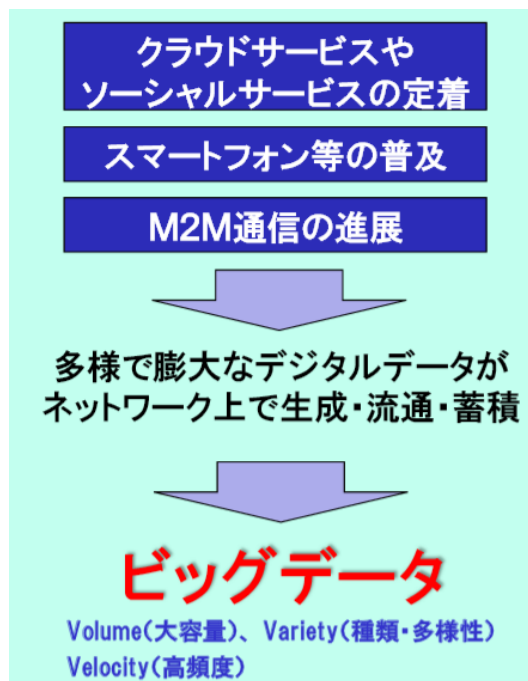 クラウドサービスや
ソーシャルサービスの定着
スマートフォン等の普及
M2M通信の進展
多様で膨大なデジタルデータが
ネットワーク上で生成・流通・蓄積
ビッグデータ
Volume(大容量)、Variety(種類・多様性)
Velocity(高頻度)